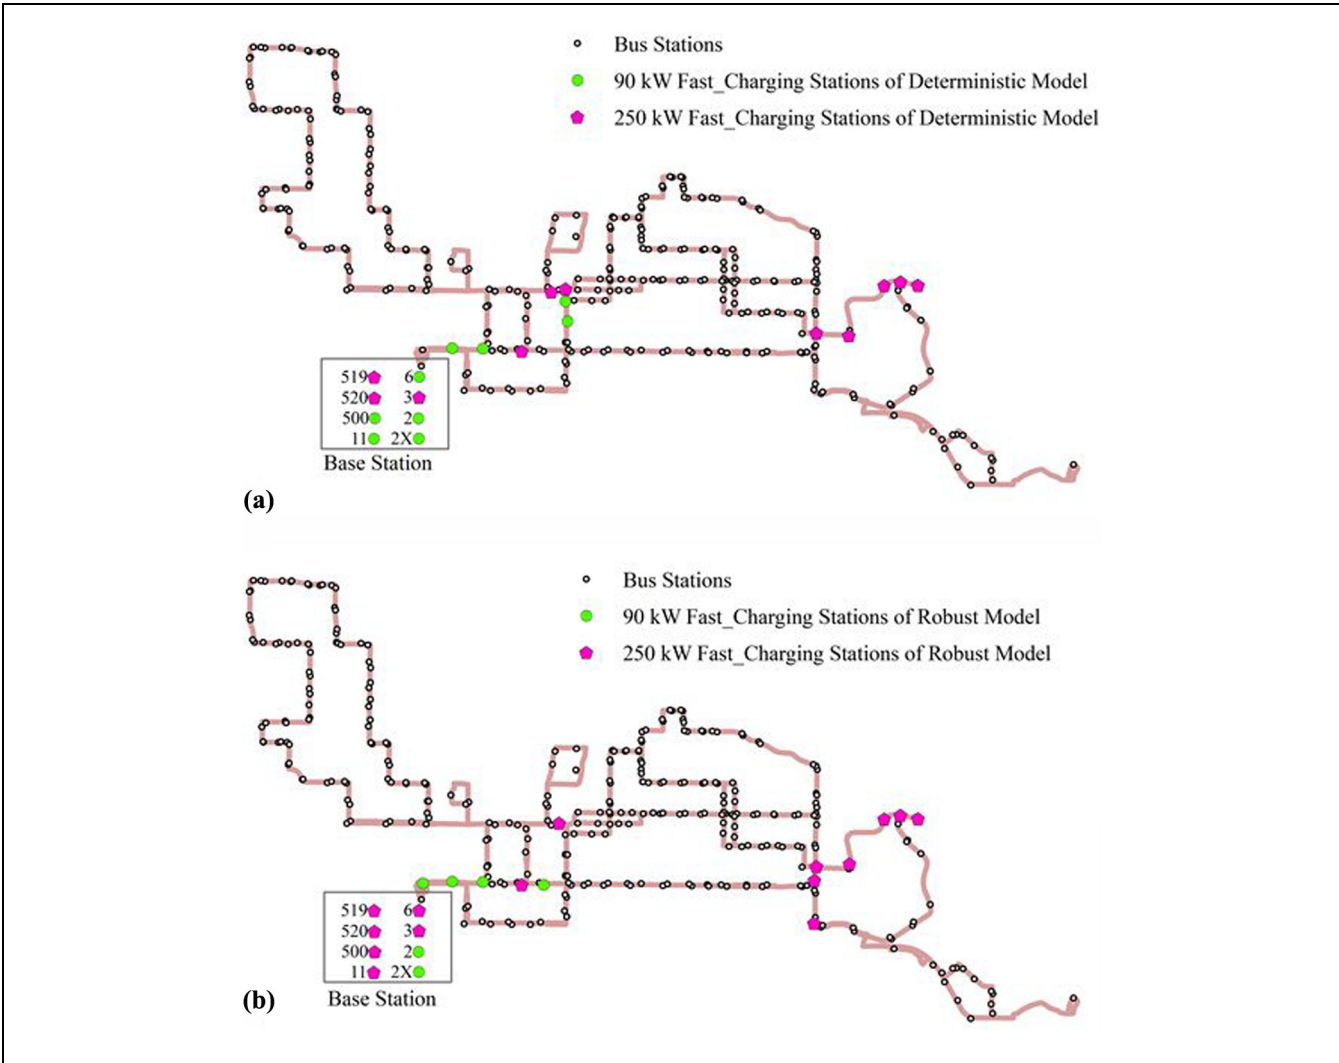 Bus Stations
90 kW Fast_Charging Stations of Deterministic Model
250 kW Fast_Charging Stations of Deterministic Model
519 6
520 3
500 2
11 2X
Base Station
(a)
Bus Stations
90 kW Fast_Charging Stations of Robust Model
250 kW Fast_Charging Stations of Robust Model
519 6
520 3
500 2
11 2X
Base Station
(b)